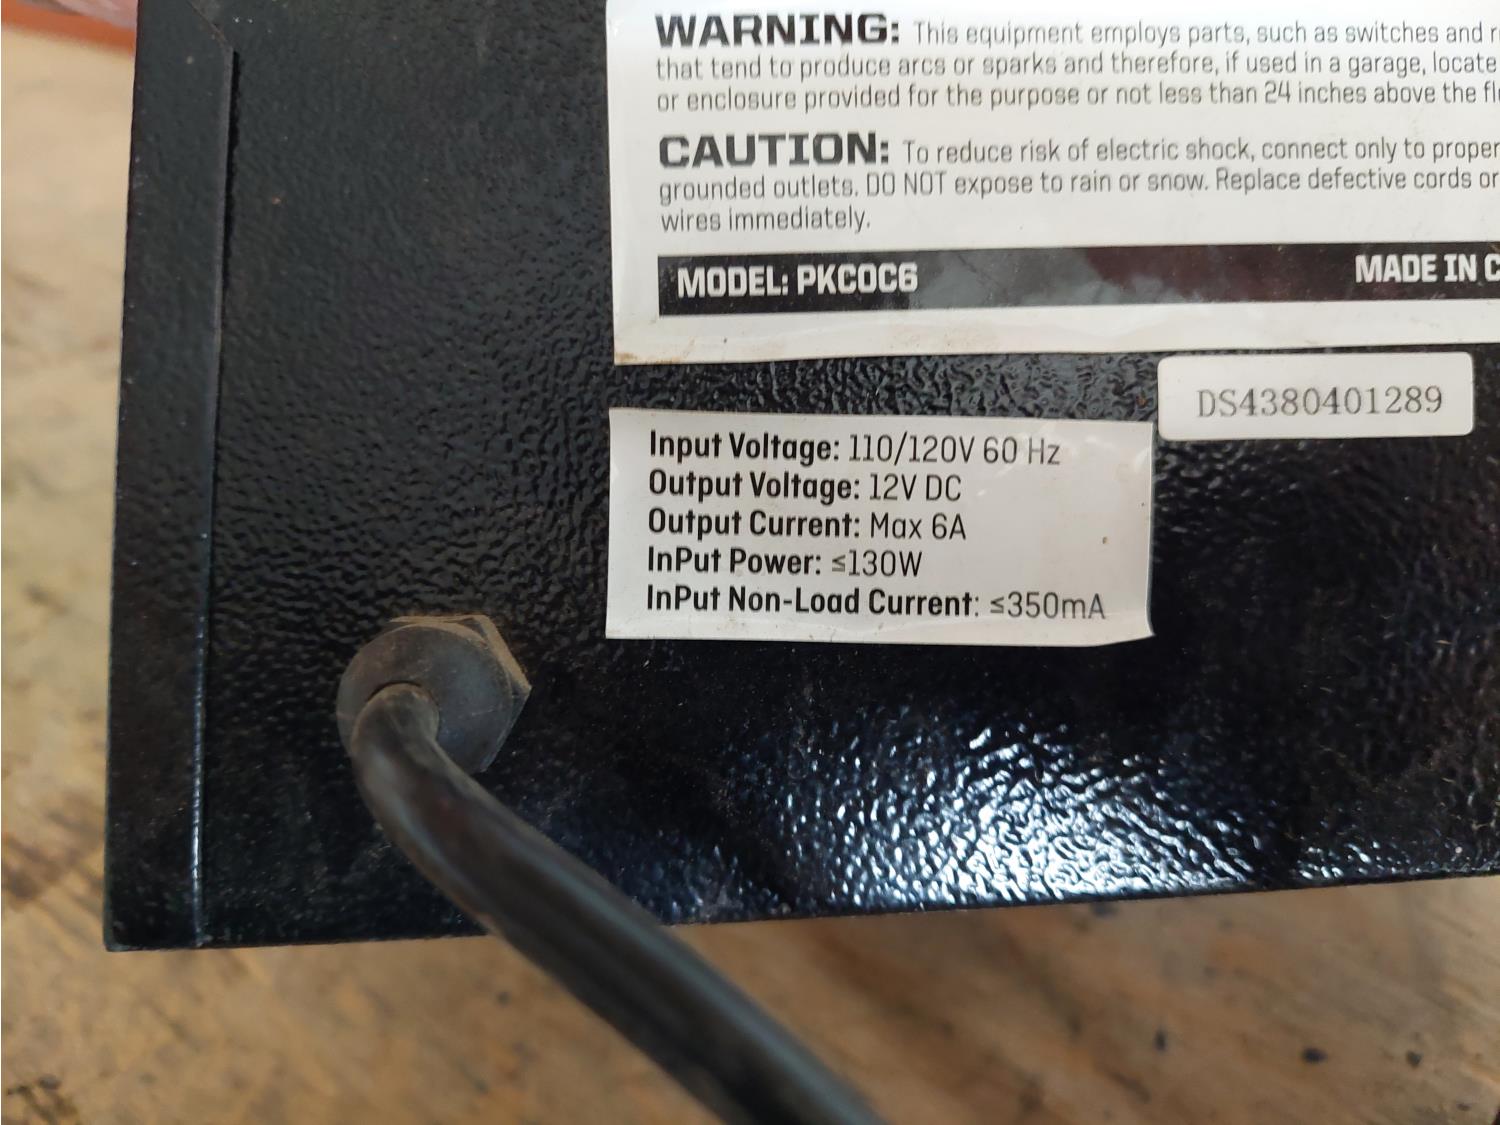 WARNING: This equipment employs parts, such as switches and
that tend to produce arcs or sparks and therefore, if used in a garage, locate
or enclosure provided for the purpose or not less than 24 inches above the
CAUTION: To reduce risk of electric shock, connect only to
grounded outlets. DO NOT expose to rain or snow. Replace defective cords or
wires immediately.
MODEL: PKC0C6 MADE IN
DS4380401289
Input Voltage: 110/120V 60 Hz
Output Voltage: 12V DC
Output Current: Max 6A
InPut Power: ≤130W
InPut Non-Load Current: ≤350mA